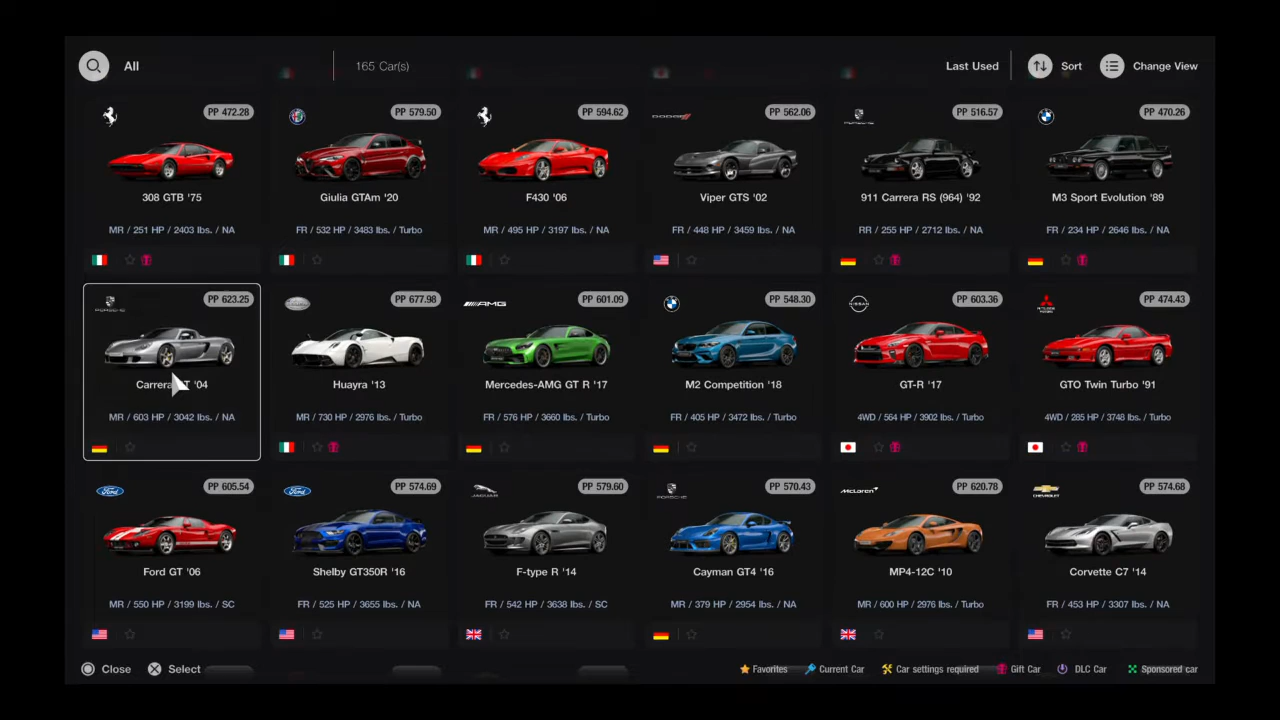 All
165 Car(s)
Last Used
Sort
Change View
PP 472.28
308 GTB '75
MR / 251 HP / 2403 lbs. / NA
PP 579.50
Giulia GTAm '20
FR / 532 HP / 3483 lbs. / Turbo
PP 594.62
F430 '06
MR / 495 HP / 3197 lbs. / NA
DODGE
PP 562.06
Viper GTS '02
FR / 448 HP / 3459 lbs. / NA
PORSCHE
PP 516.57
911 Carrera RS (964) '92
RR / 255 HP / 2712 lbs. / NA
PP 470.26
M3 Sport Evolution '89
FR / 234 HP / 2646 lbs. / NA
PORSCHE
PP 623.25
Carrera GT '04
MR / 603 HP / 3042 lbs. / NA
PP 677.98
Huayra '13
MR / 730 HP / 2976 lbs. / Turbo
AMG
PP 601.09
Mercedes-AMG GT R '17
FR / 576 HP / 3660 lbs. / Turbo
PP 548.30
M2 Competition '18
FR / 405 HP / 3472 lbs. / Turbo
NISSAN
PP 603.36
GT-R '17
4WD / 564 HP / 3902 lbs. / Turbo
MITSUBISHI
MOTORS
PP 474.43
GTO Twin Turbo '91
4WD / 285 HP / 3748 lbs. / Turbo
Ford
PP 605.54
Ford GT '06
MR / 550 HP / 3199 lbs. / SC
Ford
PP 574.69
Shelby GT350R '16
FR / 525 HP / 3655 lbs. / NA
JAGUAR
PP 579.60
F-type R '14
FR / 542 HP / 3638 lbs. / SC
PORSCHE
PP 570.43
Cayman GT4 '16
MR / 379 HP / 2954 lbs. / NA
McLaren
PP 620.78
MP4-12C '10
MR / 600 HP / 2976 lbs. / Turbo
CHEVROLET
PP 574.68
Corvette C7 '14
FR / 453 HP / 3307 lbs. / NA
Close
Select
Favorites
Current Car
Car settings required
Gift Car
DLC Car
Sponsored car